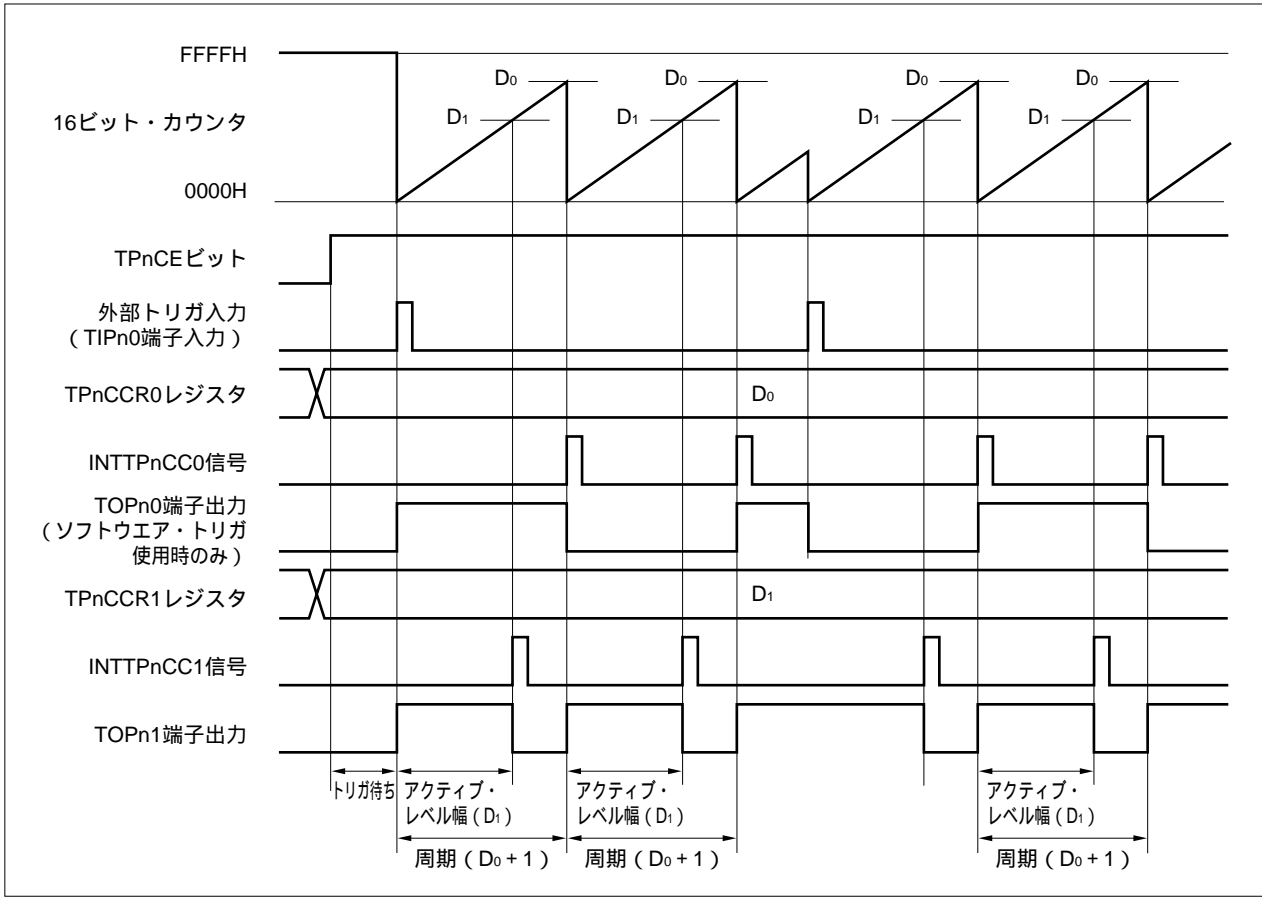 FFFFH
D0 D0 D0 D0
16ビット・カウンタ
D1 D1 D1 D1
0000H
TPnCEビット
外部トリガ入力
（TIPn0端子入力）
TPnCCR0レジスタ
D0
INTTPnCC0信号
TOPn0端子出力
（ソフトウエア・トリガ
使用時のみ）
TPnCCR1レジスタ
D1
INTTPnCC1信号
TOPn1端子出力
トリガ待ち アクティブ・ アクティブ・ アクティブ・
レベル幅（D1） レベル幅（D1） レベル幅（D1）
周期（D0＋1） 周期（D0＋1） 周期（D0＋1）